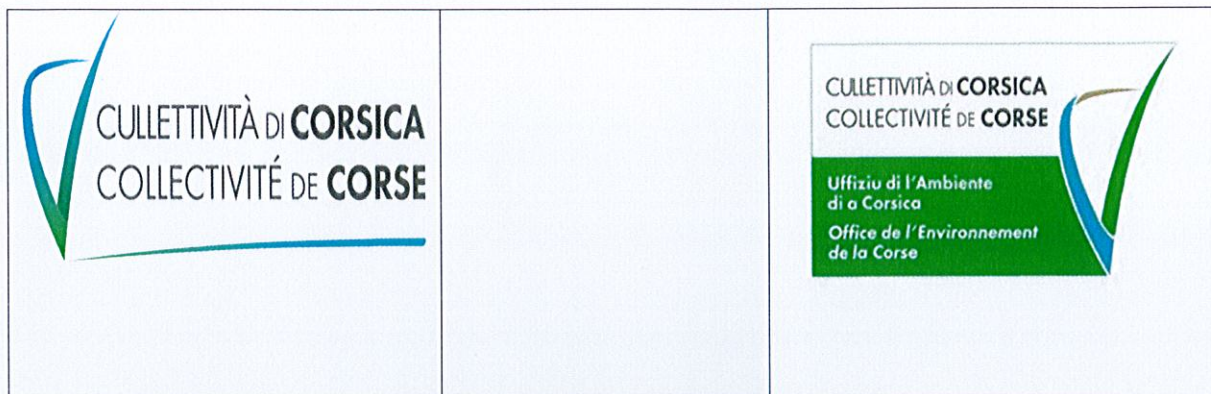 CULLETTIVITÀ DI CORSICA
COLLECTIVITÉ DE CORSE
CULLETTIVITÀ DI CORSICA
COLLECTIVITÉ DE CORSE
Uffiziu di l'Ambiente
di a Corsica
Office de l'Environnement
de la Corse